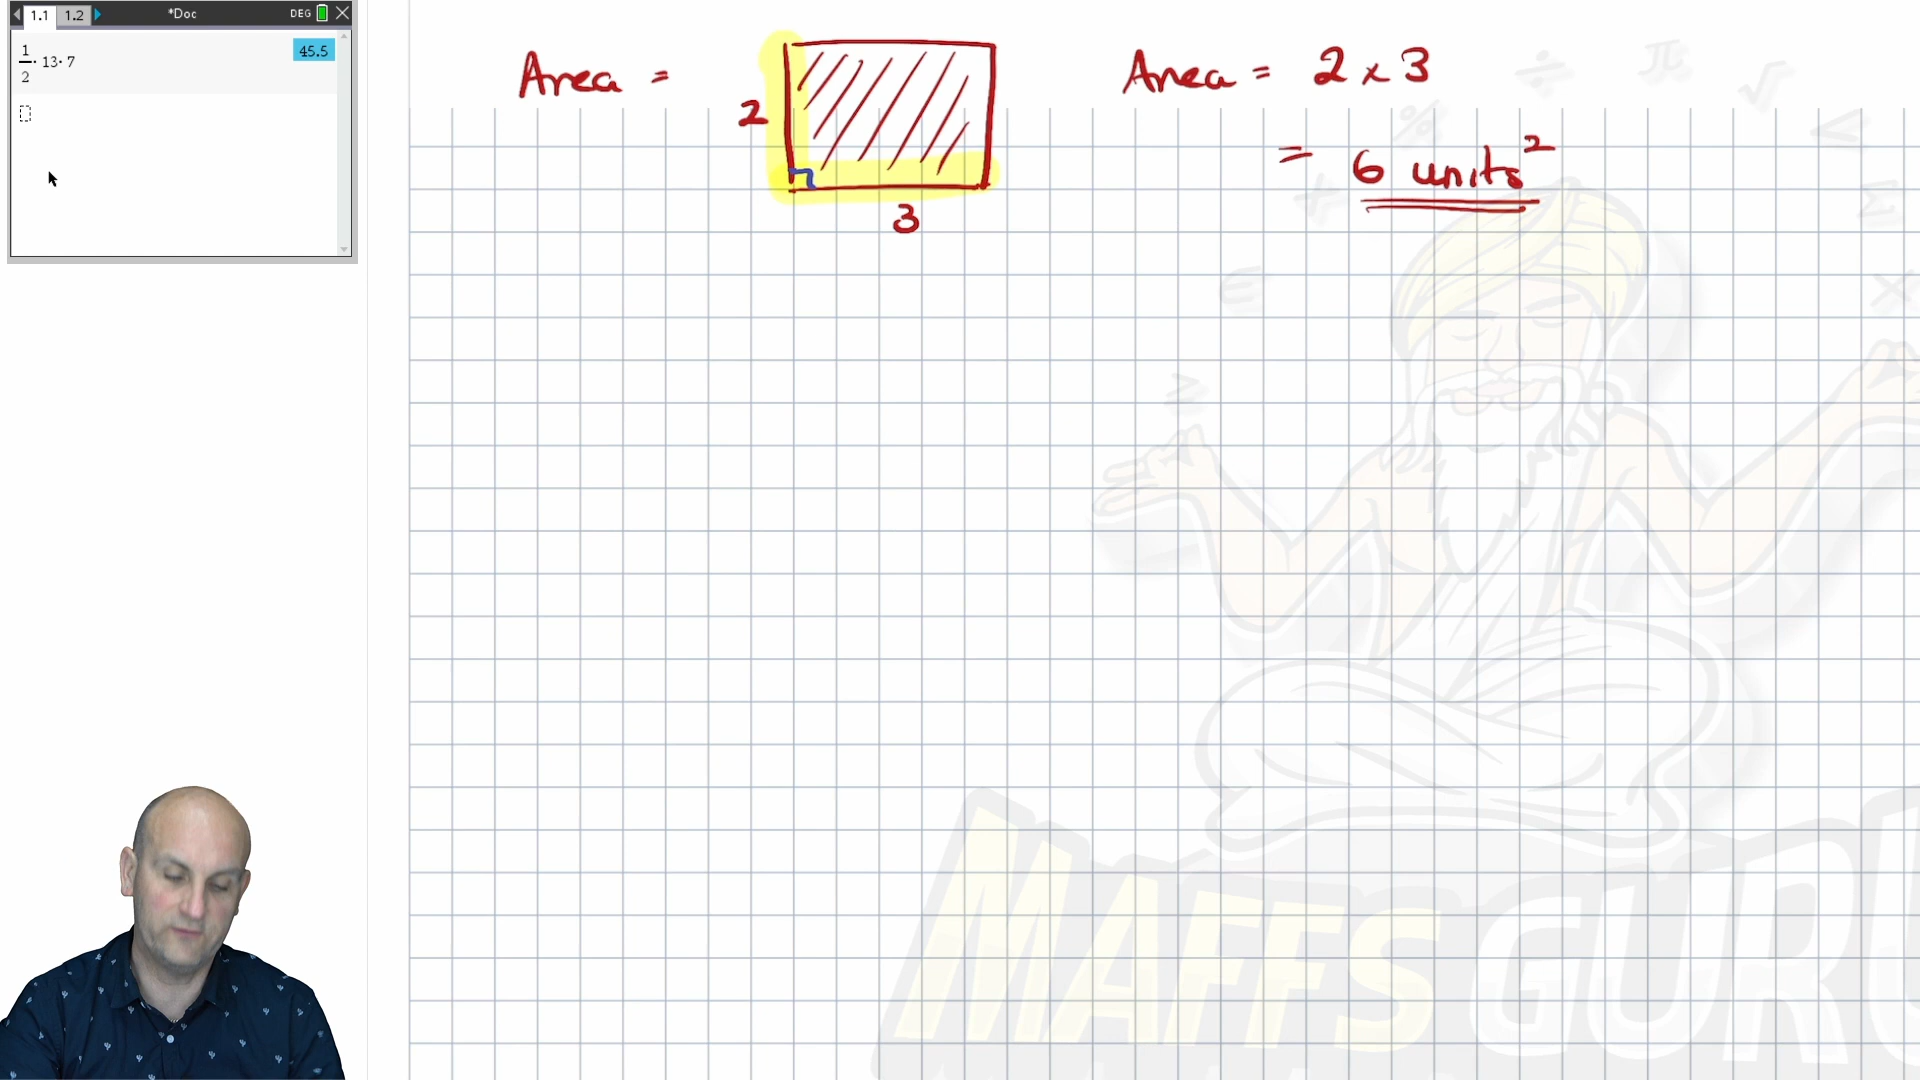 1.1 1.2 *Doc DEG
1/2 · 13 · 7 45.5
Area = 2 3
Area = 2 x 3
= 6 units²
÷ π √ % < × Σ ∈ ≥ ×
MAFFS GURU